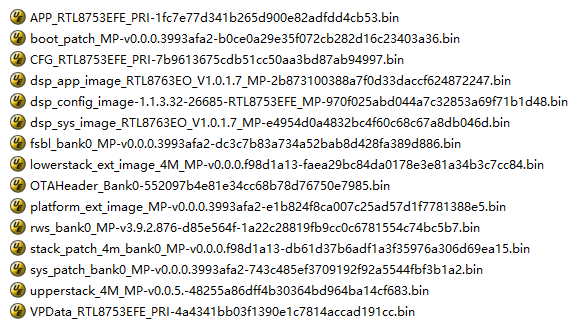 APP_RTL8753EFE_PRI-1fc7e77d341b265d900e82adfdd4cb53.bin
boot_patch_MP-v0.0.0.3993afa2-b0ce0a29e35f072cb282d16c23403a36.bin
CFG_RTL8753EFE_PRI-7b9613675cdb51cc50aa3bd87ab94997.bin
dsp_app_image_RTL8763EO_V1.0.1.7_MP-2b873100388a7f0d33daccf624872247.bin
dsp_config_image-1.1.3.32-26685-RTL8753EFE_MP-970f025abd044a7c32853a69f71b1d48.bin
dsp_sys_image_RTL8763EO_V1.0.1.7_MP-e4954d0a4832bc4f60c68c67a8db046d.bin
fsbl_bank0_MP-v0.0.0.3993afa2-dc3c7b83a734a52bab8d428fa389d886.bin
lowerstack_ext_image_4M_MP-v0.0.0.f98d1a13-faea29bc84da0178e3e81a34b3c7cc84.bin
OTAHeader_Bank0-552097b4e81e34cc68b78d76750e7985.bin
platform_ext_image_MP-v0.0.0.3993afa2-e1b824f8ca007c25ad57d1f7781388e5.bin
rws_bank0_MP-v3.9.2.876-d85e564f-1a22c28819fb9cc0c6781554c74bc5b7.bin
stack_patch_4m_bank0_MP-v0.0.0.f98d1a13-db61d37b6adf1a3f35976a306d69ea15.bin
sys_patch_bank0_MP-v0.0.0.3993afa2-743c485ef3709192f92a5544fbf3b1a2.bin
upperstack_4M_MP-v0.0.5.-48255a86dff4b30364bd964ba14cf683.bin
VPData_RTL8753EFE_PRI-4a4341bb03f1390e1c7814accad191cc.bin